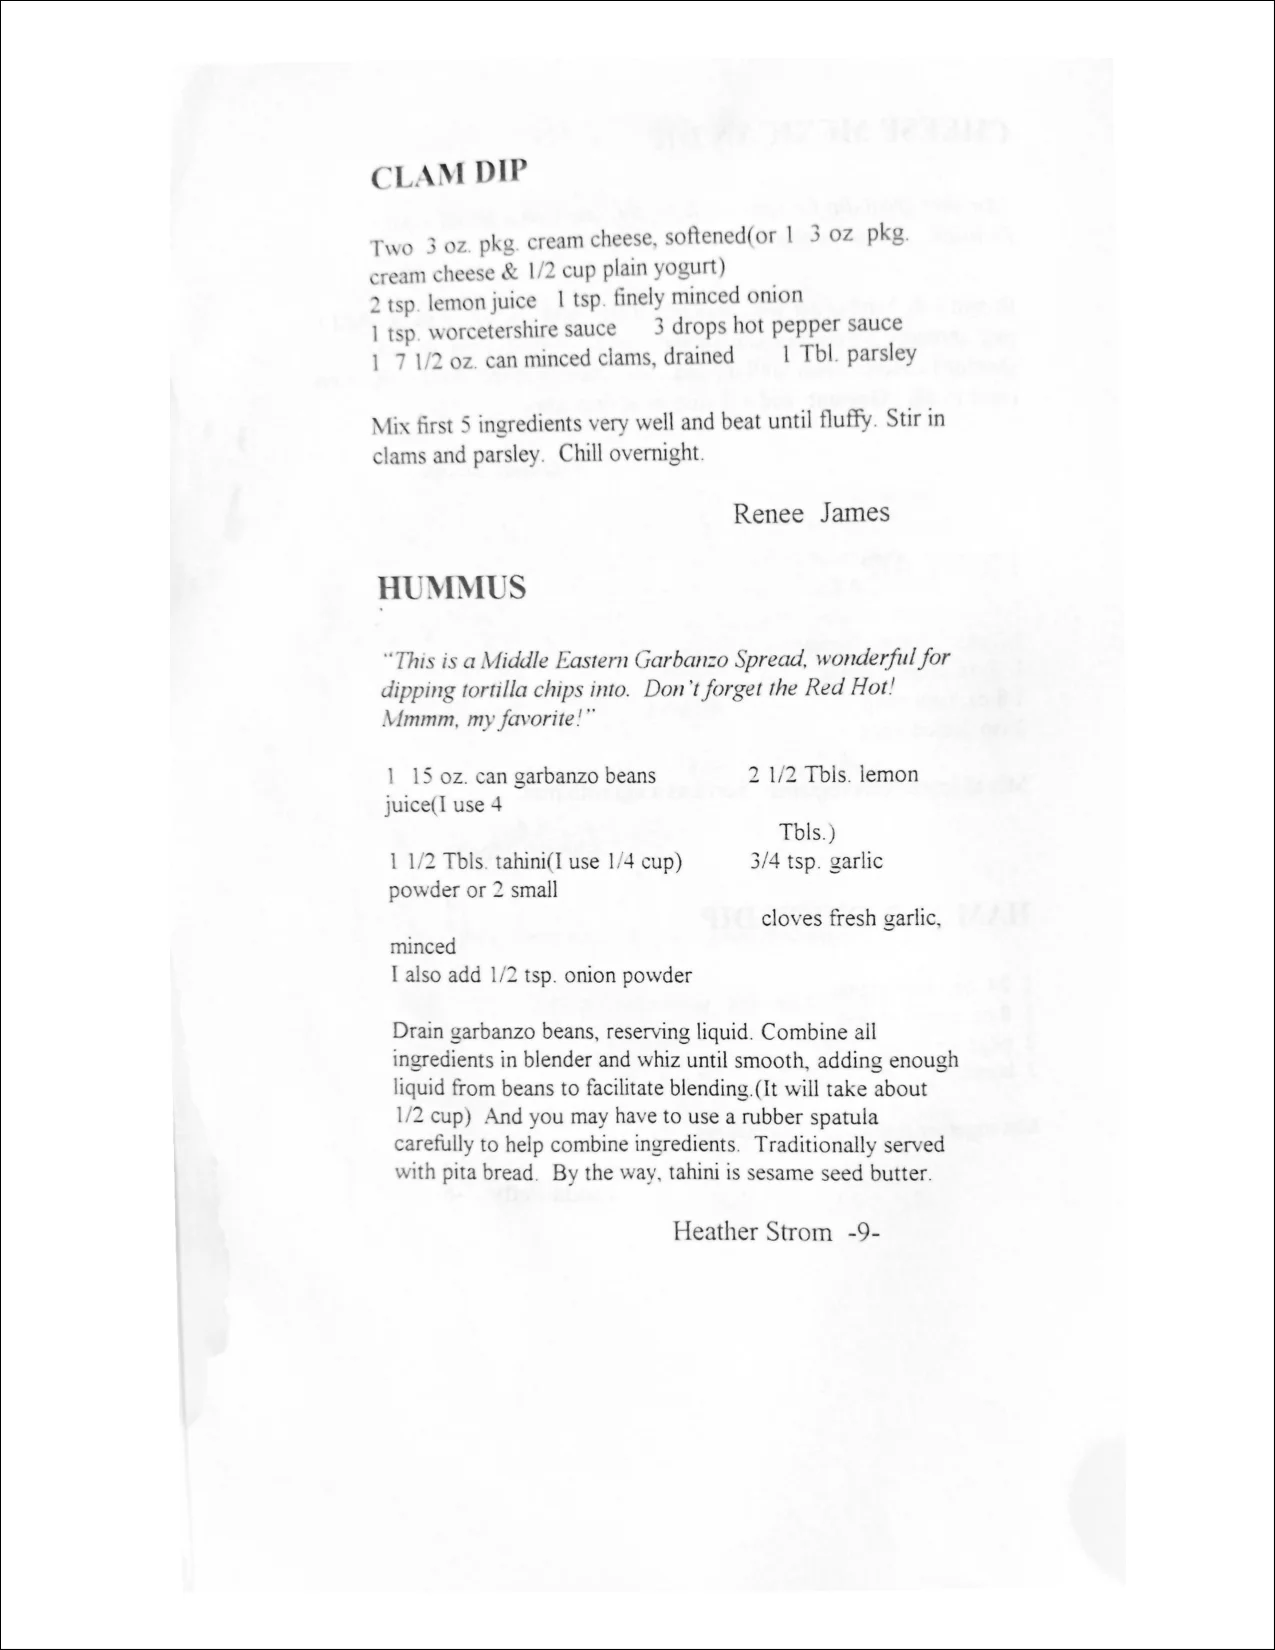 CLAM DIP
Two 3 oz. pkg. cream cheese, softened(or 1 3 oz pkg.
cream cheese & 1/2 cup plain yogurt)
2 tsp. lemon juice 1 tsp. finely minced onion
1 tsp. worcetershire sauce 3 drops hot pepper sauce
1 7 1/2 oz. can minced clams, drained 1 Tbl. parsley
Mix first 5 ingredients very well and beat until fluffy. Stir in
clams and parsley. Chill overnight.
Renee James
HUMMUS
"This is a Middle Eastern Garbanzo Spread, wonderful for
dipping tortilla chips into. Don't forget the Red Hot!
Mmmm, my favorite!"
1 15 oz. can garbanzo beans 2 1/2 Tbls. lemon
juice(I use 4
Tbls.)
1 1/2 Tbls. tahini(I use 1/4 cup) 3/4 tsp. garlic
powder or 2 small
cloves fresh garlic,
minced
I also add 1/2 tsp. onion powder
Drain garbanzo beans, reserving liquid. Combine all
ingredients in blender and whiz until smooth, adding enough
liquid from beans to facilitate blending.(It will take about
1/2 cup) And you may have to use a rubber spatula
carefully to help combine ingredients. Traditionally served
with pita bread. By the way, tahini is sesame seed butter.
Heather Strom -9-